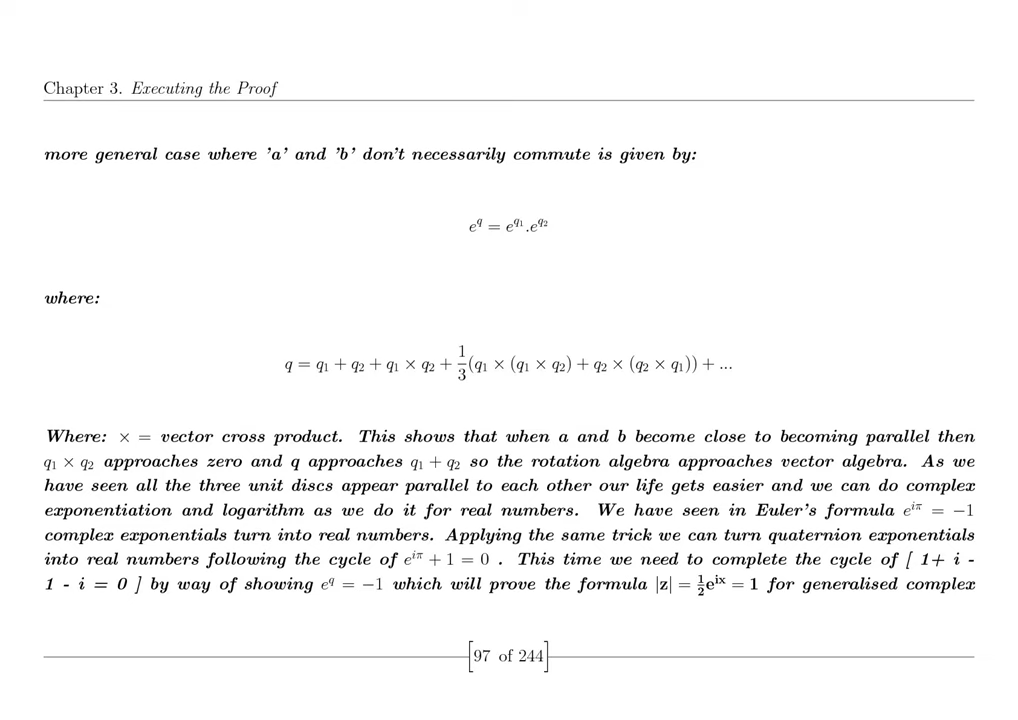 Chapter 3. Executing the Proof
more general case where 'a' and 'b' don't necessarily commute is given by:
e^q = e^{q_1}.e^{q_2}
where:
q = q_1 + q_2 + q_1 × q_2 + \frac{1}{3}(q_1 × (q_1 × q_2) + q_2 × (q_2 × q_1)) + ...
Where: × = vector cross product. This shows that when a and b become close to becoming parallel then
q_1 × q_2 approaches zero and q approaches q_1 + q_2 so the rotation algebra approaches vector algebra. As we
have seen all the three unit discs appear parallel to each other our life gets easier and we can do complex
exponentiation and logarithm as we do it for real numbers. We have seen in Euler's formula e^{iπ} = −1
complex exponentials turn into real numbers. Applying the same trick we can turn quaternion exponentials
into real numbers following the cycle of e^{iπ} + 1 = 0 . This time we need to complete the cycle of [ 1+ i -
1 - i = 0 ] by way of showing e^q = −1 which will prove the formula |z| = \frac{1}{2}e^{ix} = 1 for generalised complex
97 of 244